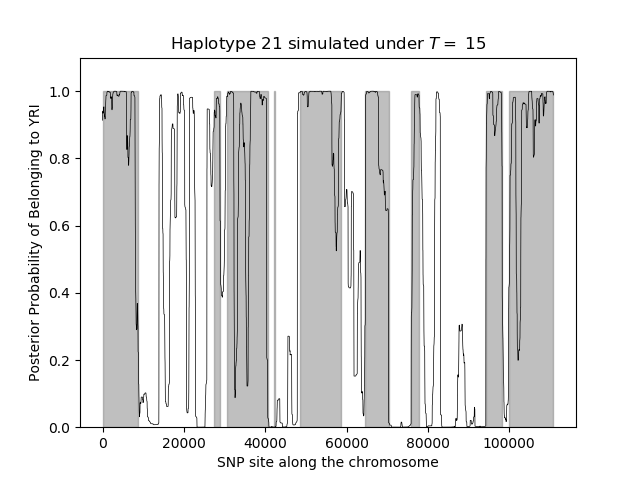 Haplotype 21 simulated under T = 15
Posterior Probability of Belonging to YRI
1.0
0.8
0.6
0.4
0.2
0.0
0 20000 40000 60000 80000 100000
SNP site along the chromosome